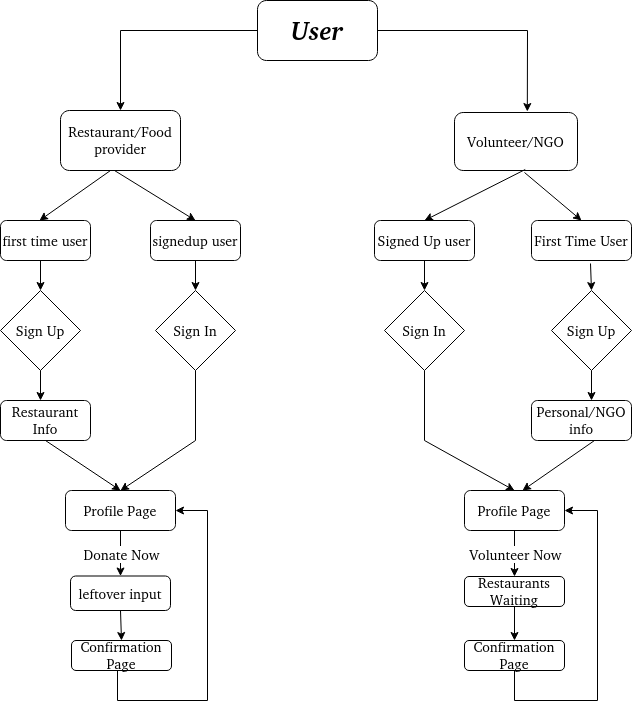 User
Restaurant/Food
provider
Volunteer/NGO
first time user
signedup user
Signed Up user
First Time User
Sign Up
Sign In
Sign In
Sign Up
Restaurant
Info
Personal/NGO
info
Profile Page
Profile Page
Donate Now
Volunteer Now
leftover input
Restaurants
Waiting
Confirmation
Page
Confirmation
Page